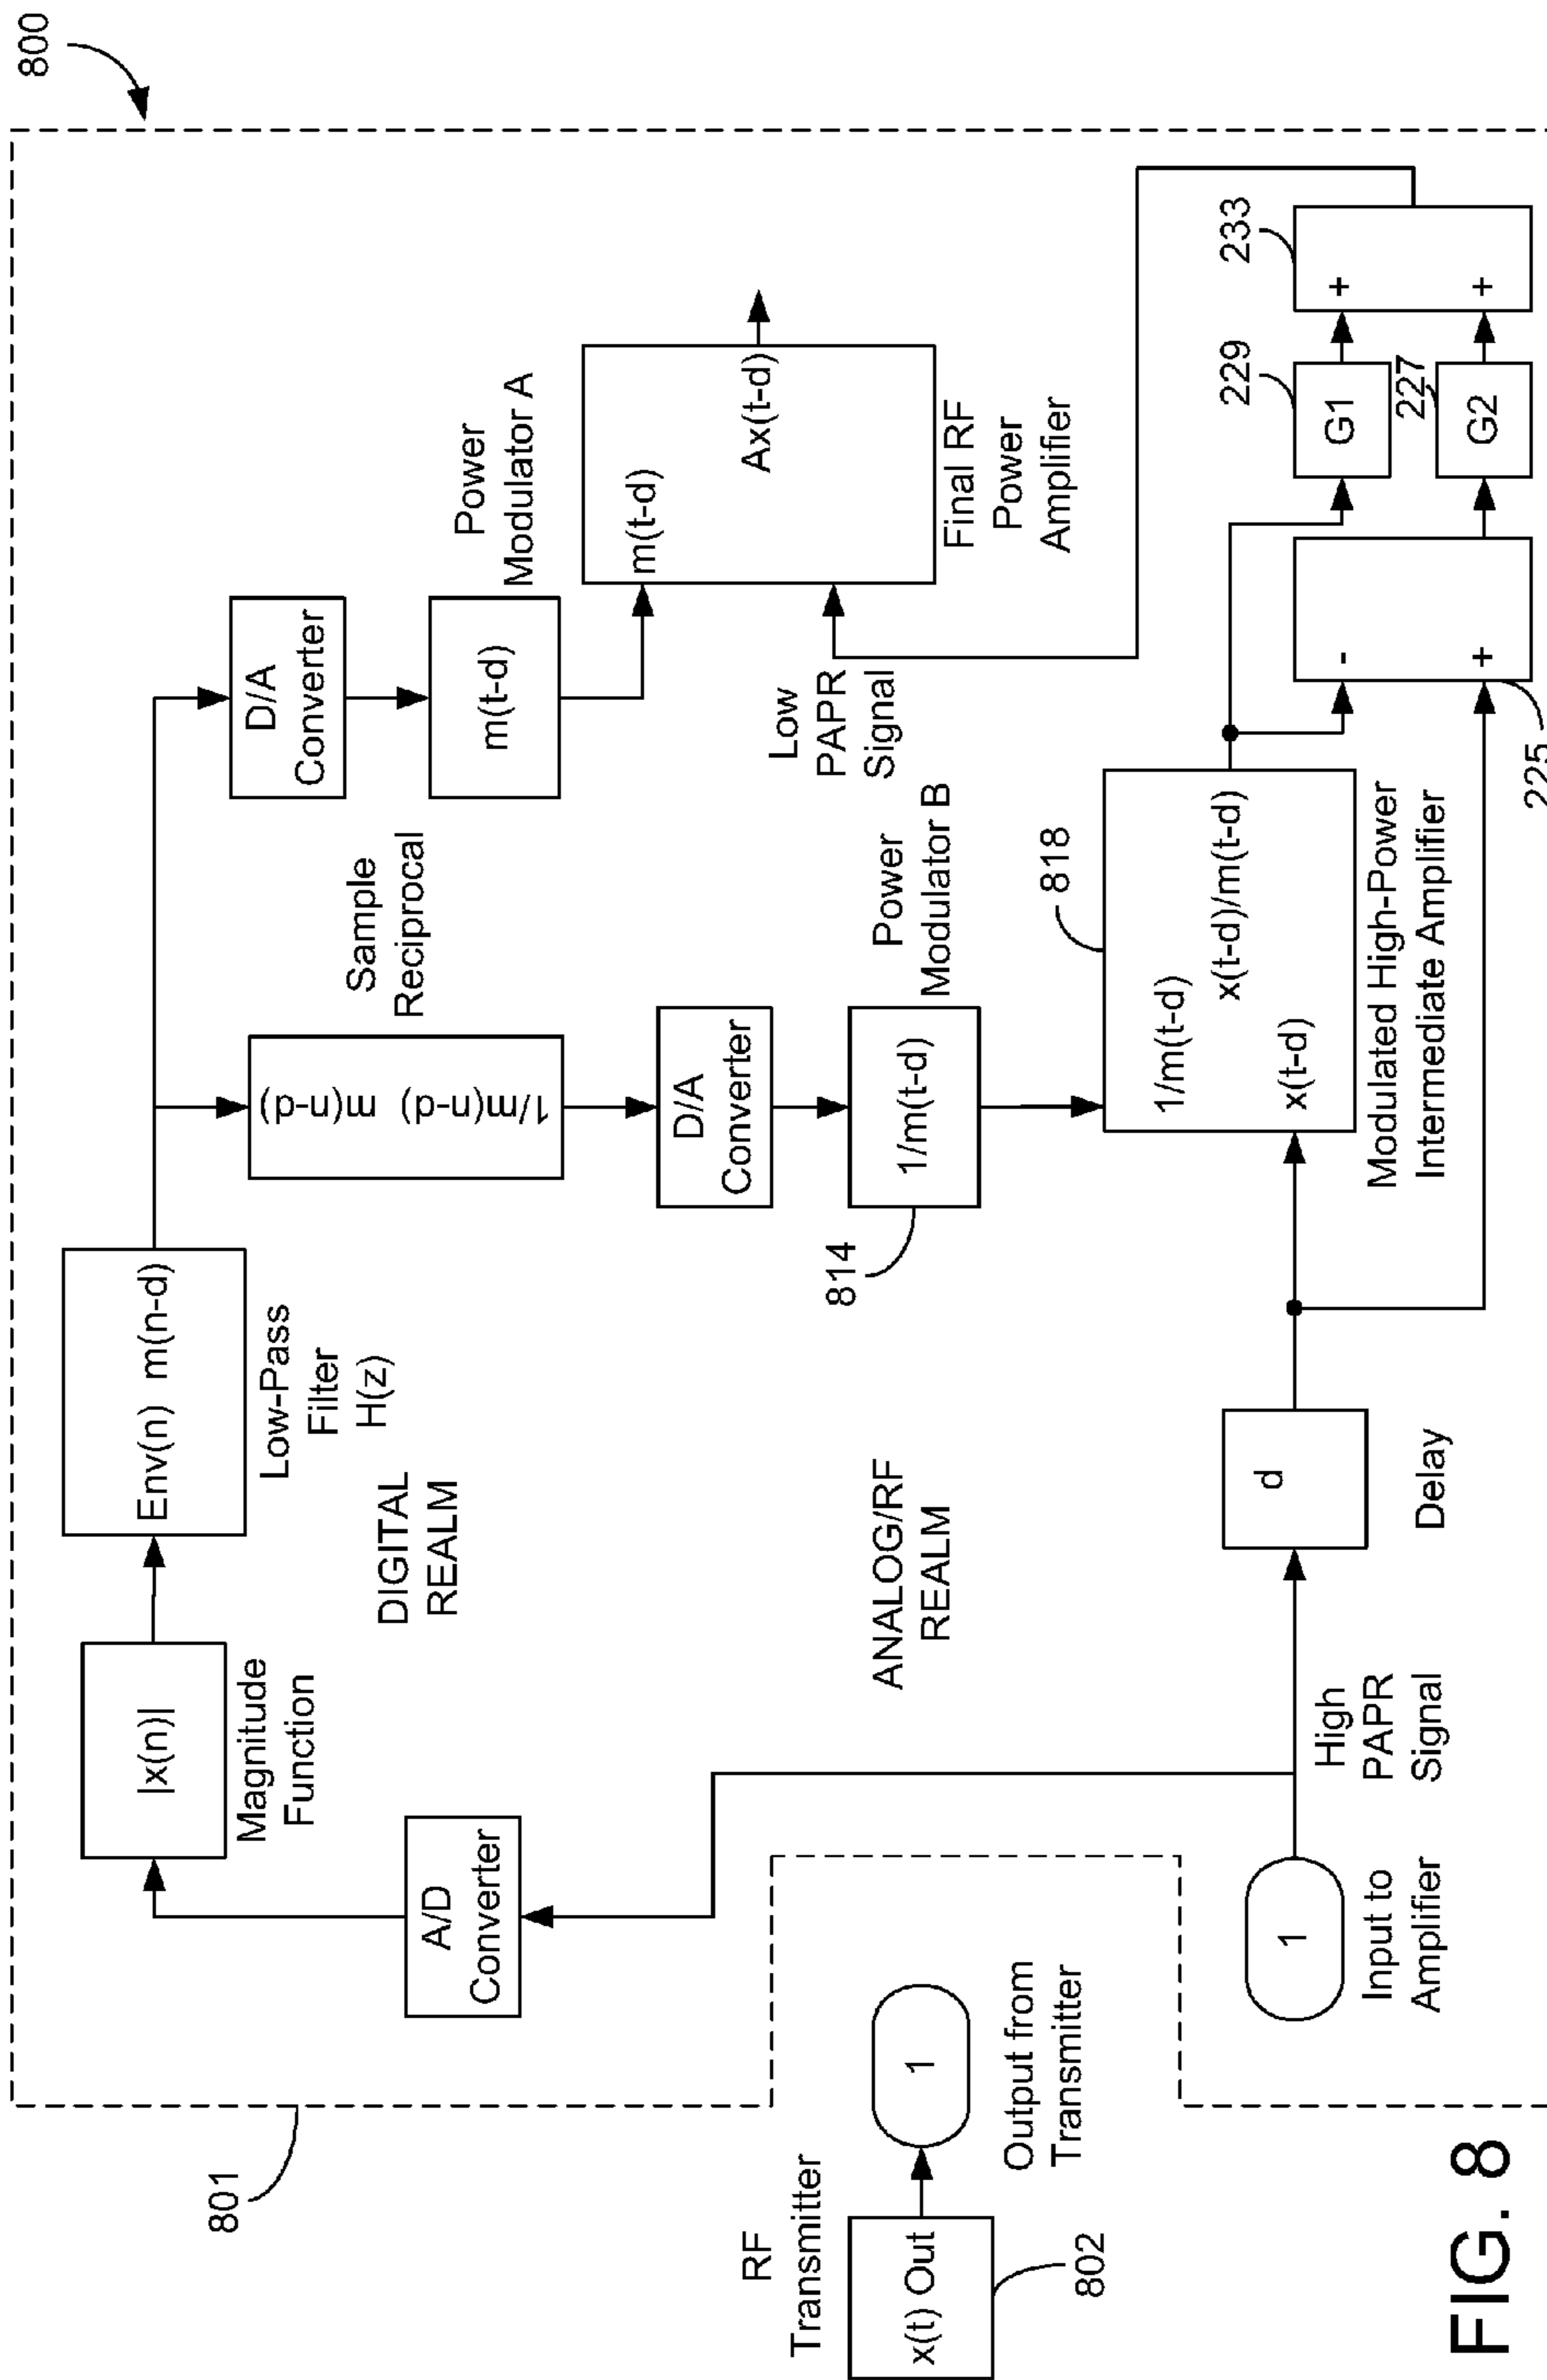 800
801
|x(n)|
Magnitude
Function
Env(n) m(n-d)
Low-Pass
Filter
H(z)
A/D
Converter
DIGITAL
REALM
m(n-d) 1/m(n-d)
Sample
Reciprocal
D/A
Converter
m(t-d)
Power
Modulator A
D/A
Converter
1/m(t-d)
814
Power
Modulator B
m(t-d)
Ax(t-d)
Final RF
Power
Amplifier
Low
PAPR
Signal
ANALOG/RF
REALM
RF
Transmitter
x(t) Out
802
1
Output from
Transmitter
1
Input to
Amplifier
High
PAPR
Signal
d
Delay
818
1/m(t-d)
x(t-d)/m(t-d)
x(t-d)
Modulated High-Power
Intermediate Amplifier
-
+
225
G1
229
G2
227
+
+
233
FIG. 8